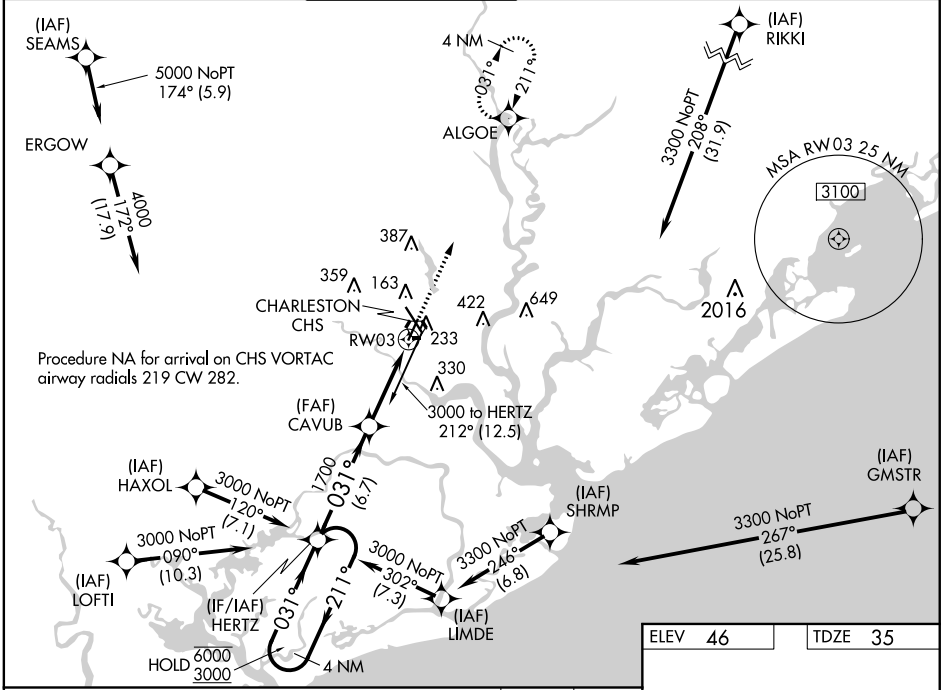 (IAF)
SEAMS
5000 NoPT
174° (5.9)
ERGOW
4000
172°
(17.9)
4 NM
031°
211°
ALGOE
(IAF)
RIKKI
3300 NoPT
208°
(31.9)
MSA RW03 25 NM
3100
387
359
163
CHARLESTON
CHS
422
649
2016
RW03
233
330
Procedure NA for arrival on CHS VORTAC
airway radials 219 CW 282.
3000 to HERTZ
212° (12.5)
(FAF)
CAVUB
1700
031°
(6.7)
(IAF)
HAXOL
3000 NoPT
120°
(7.1)
(IAF)
SHRMP
(IAF)
GMSTR
3300 NoPT
267°
(25.8)
3000 NoPT
090°
(10.3)
(IAF)
LOFTI
(IF/IAF)
HERTZ
031°
211°
3000 NoPT
302°
(7.3)
3300 NoPT
246°
(6.8)
(IAF)
LIMDE
HOLD 6000
3000
4 NM
ELEV 46
TDZE 35